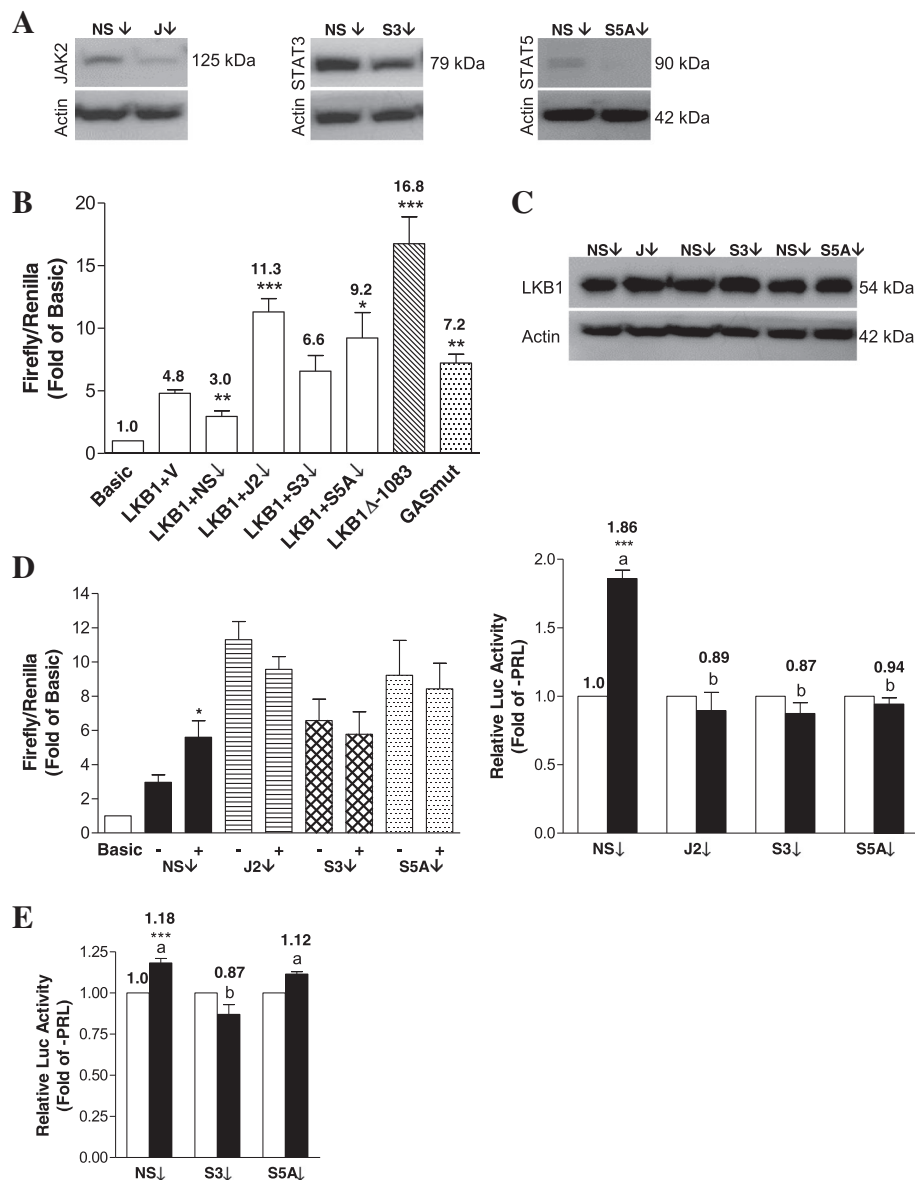 A
NS ↓ J↓
JAK2
125 kDa
Actin
NS ↓ S3↓
STAT3
79 kDa
Actin
NS ↓ S5A↓
STAT5
90 kDa
Actin
42 kDa
B
Firefly/Renilla
(Fold of Basic)
20
15
10
5
0
1.0
4.8
3.0
**
11.3
***
6.6
9.2
*
16.8
***
7.2
**
Basic
LKB1+V
LKB1+NS↓
LKB1+J2↓
LKB1+S3↓
LKB1+S5A↓
LKB1Δ-1083
GASmut
C
NS↓ J↓ NS↓ S3↓ NS↓ S5A↓
LKB1
54 kDa
Actin
42 kDa
D
Firefly/Renilla
(Fold of Basic)
14
12
10
8
6
4
2
0
*
Basic - + - + - + - +
NS↓ J2↓ S3↓ S5A↓
Relative Luc Activity
(Fold of -PRL)
2.0
1.5
1.0
0.5
0.0
1.0
1.86
***
a
0.89
b
0.87
b
0.94
b
NS↓ J2↓ S3↓ S5A↓
E
Relative Luc Activity
(Fold of -PRL)
1.25
1.00
0.75
0.50
0.25
0.00
1.0
1.18
***
a
0.87
b
1.12
a
NS↓ S3↓ S5A↓